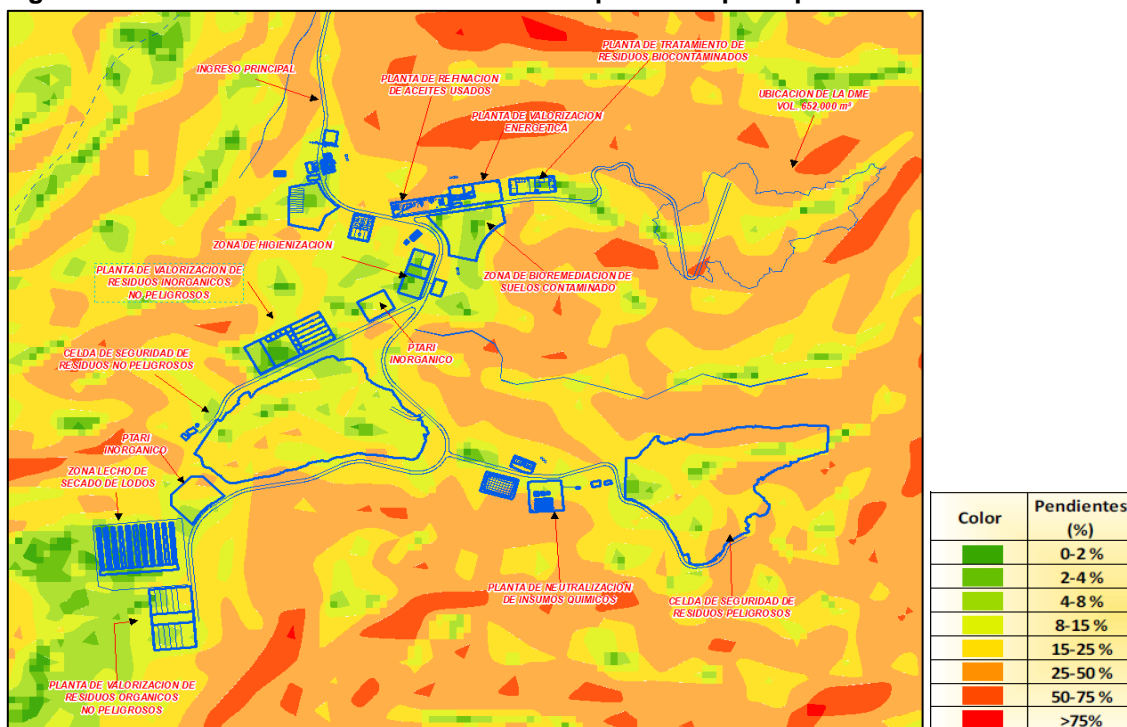 PLANTA DE TRATAMIENTO DE
RESIDUOS BIOCONTAMINADOS
INGRESO PRINCIPAL
PLANTA DE REFINACION
DE ACEITES USADOS
UBICACION DE LA DME
VOL. 652,000 m³
PLANTA DE VALORIZACION
ENERGETICA
ZONA DE HIGIENIZACION
PLANTA DE VALORIZACION DE
RESIDUOS INORGANICOS
NO PELIGROSOS
ZONA DE BIOREMEDIACION DE
SUELOS CONTAMINADO
CELDA DE SEGURIDAD DE
RESIDUOS NO PELIGROSOS
PTARI
INORGANICO
PTARI
INORGANICO
ZONA LECHO DE
SECADO DE LODOS
PLANTA DE NEUTRALIZACION
DE INSUMOS QUIMICOS
CELDA DE SEGURIDAD DE
RESIDUOS PELIGROSOS
PLANTA DE VALORIZACION DE
RESIDUOS ORGANICOS
NO PELIGROSOS
Color
Pendientes
(%)
0-2 %
2-4 %
4-8 %
8-15 %
15-25 %
25-50 %
50-75 %
>75%